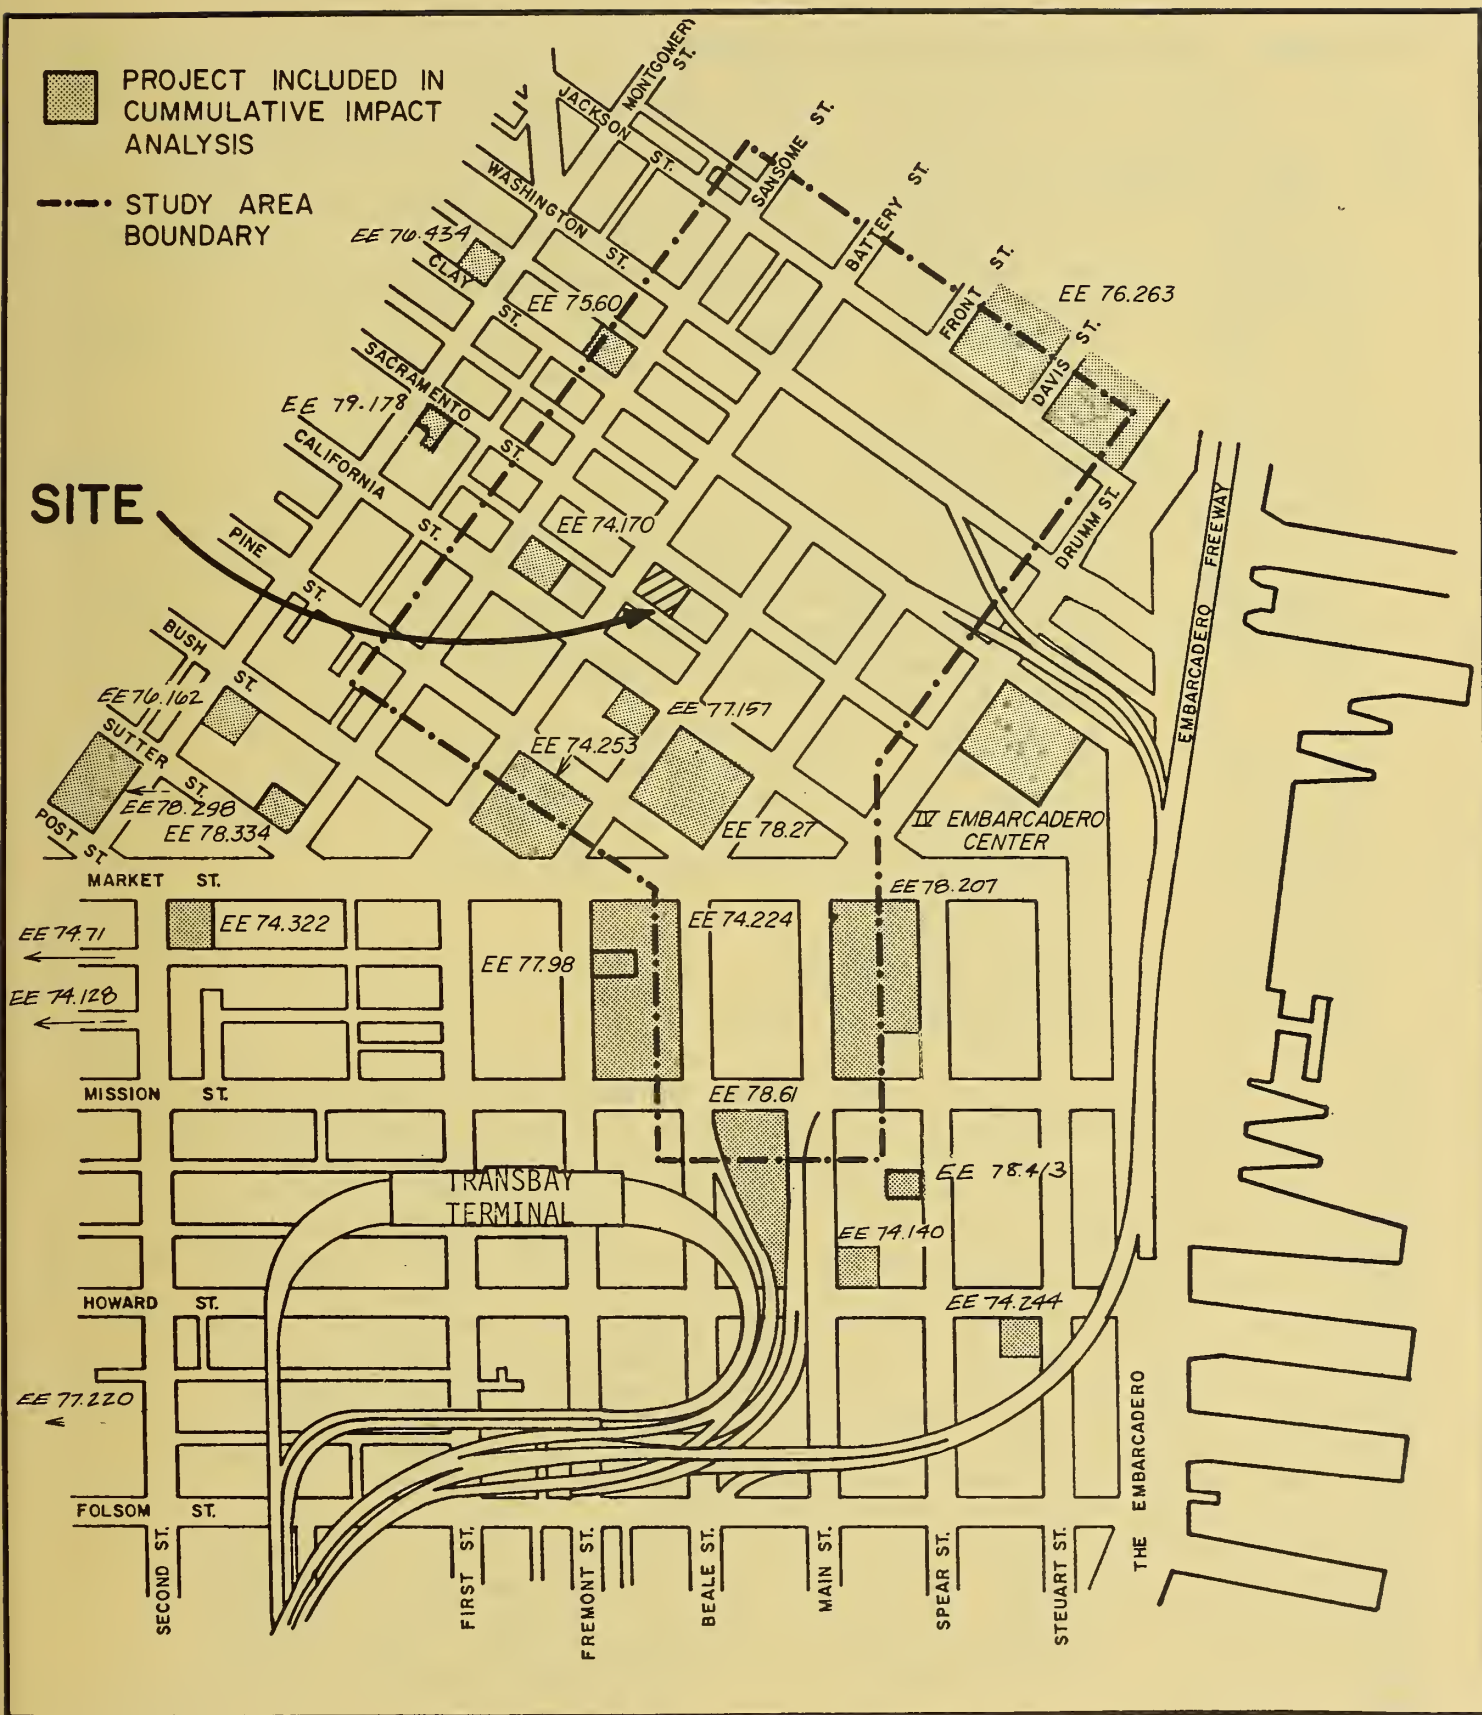 PROJECT INCLUDED IN
CUMMULATIVE IMPACT
ANALYSIS
STUDY AREA
BOUNDARY
MONTGOMERY
ST.
JACKSON
ST.
SANSOME ST.
WASHINGTON
ST.
BATTERY ST.
EE 76.434
CLAY
ST.
EE 75.60
FRONT ST.
EE 76.263
DAVIS ST.
SACRAMENTO
ST.
EE 79.178
CALIFORNIA
ST.
SITE
EE 74.170
DRUMM ST.
EMBARCADERO FREEWAY
PINE
ST.
BUSH
ST.
EE 76.162
EE 77.157
SUTTER
ST.
EE 74.253
EE 78.298
POST ST.
EE 78.334
EE 78.27
IV EMBARCADERO
CENTER
MARKET ST.
EE 78.207
EE 74.322
EE 74.224
EE 74.71
EE 77.98
EE 74.128
MISSION ST.
EE 78.61
TRANSBAY
TERMINAL
EE 78.413
EE 74.140
HOWARD ST.
EE 74.244
EE 77.220
FOLSOM ST.
SECOND ST.
FIRST ST.
FREMONT ST.
BEALE ST.
MAIN ST.
SPEAR ST.
STEUART ST.
THE EMBARCADERO